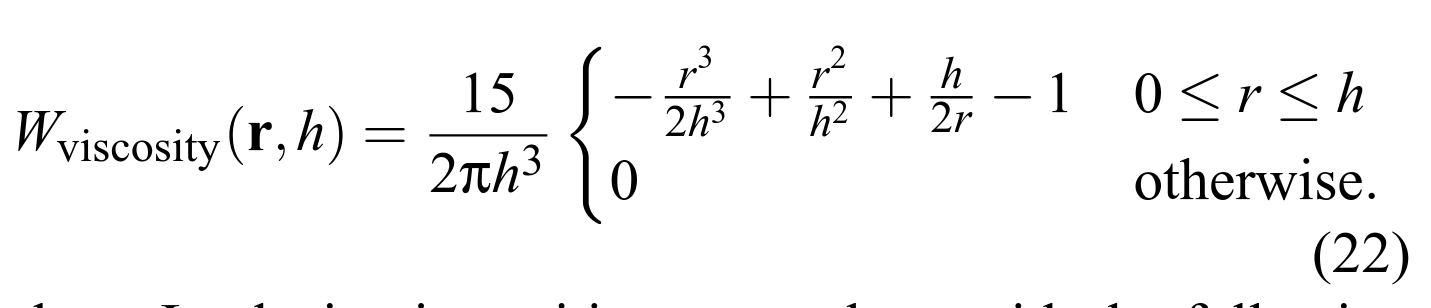 W_viscosity(𝐫, h) = 15/(2πh³) { −r³/(2h³) + r²/h² + h/(2r) − 1   0 ≤ r ≤ h
0   otherwise.
(22)